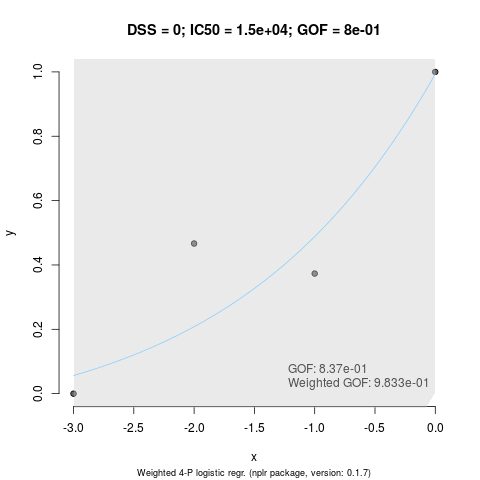 DSS = 0; IC50 = 1.5e+04; GOF = 8e-01
y
1.0
0.8
0.6
0.4
0.2
0.0
GOF: 8.37e-01
Weighted GOF: 9.833e-01
-3.0 -2.5 -2.0 -1.5 -1.0 -0.5 0.0
x
Weighted 4-P logistic regr. (nplr package, version: 0.1.7)